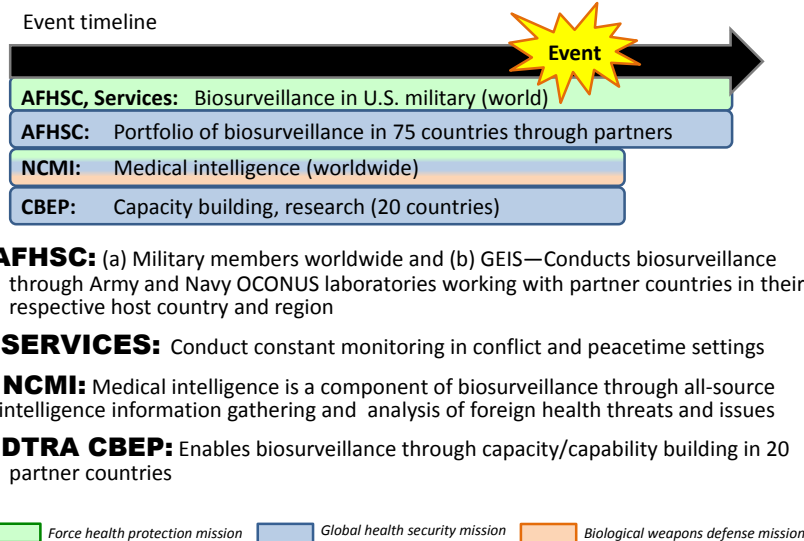 Event timeline
Event
AFHSC, Services: Biosurveillance in U.S. military (world)
AFHSC: Portfolio of biosurveillance in 75 countries through partners
NCMI: Medical intelligence (worldwide)
CBEP: Capacity building, research (20 countries)
AFHSC: (a) Military members worldwide and (b) GEIS—Conducts biosurveillance
through Army and Navy OCONUS laboratories working with partner countries in their
respective host country and region
SERVICES: Conduct constant monitoring in conflict and peacetime settings
NCMI: Medical intelligence is a component of biosurveillance through all-source
intelligence information gathering and analysis of foreign health threats and issues
DTRA CBEP: Enables biosurveillance through capacity/capability building in 20
partner countries
Force health protection mission
Global health security mission
Biological weapons defense mission